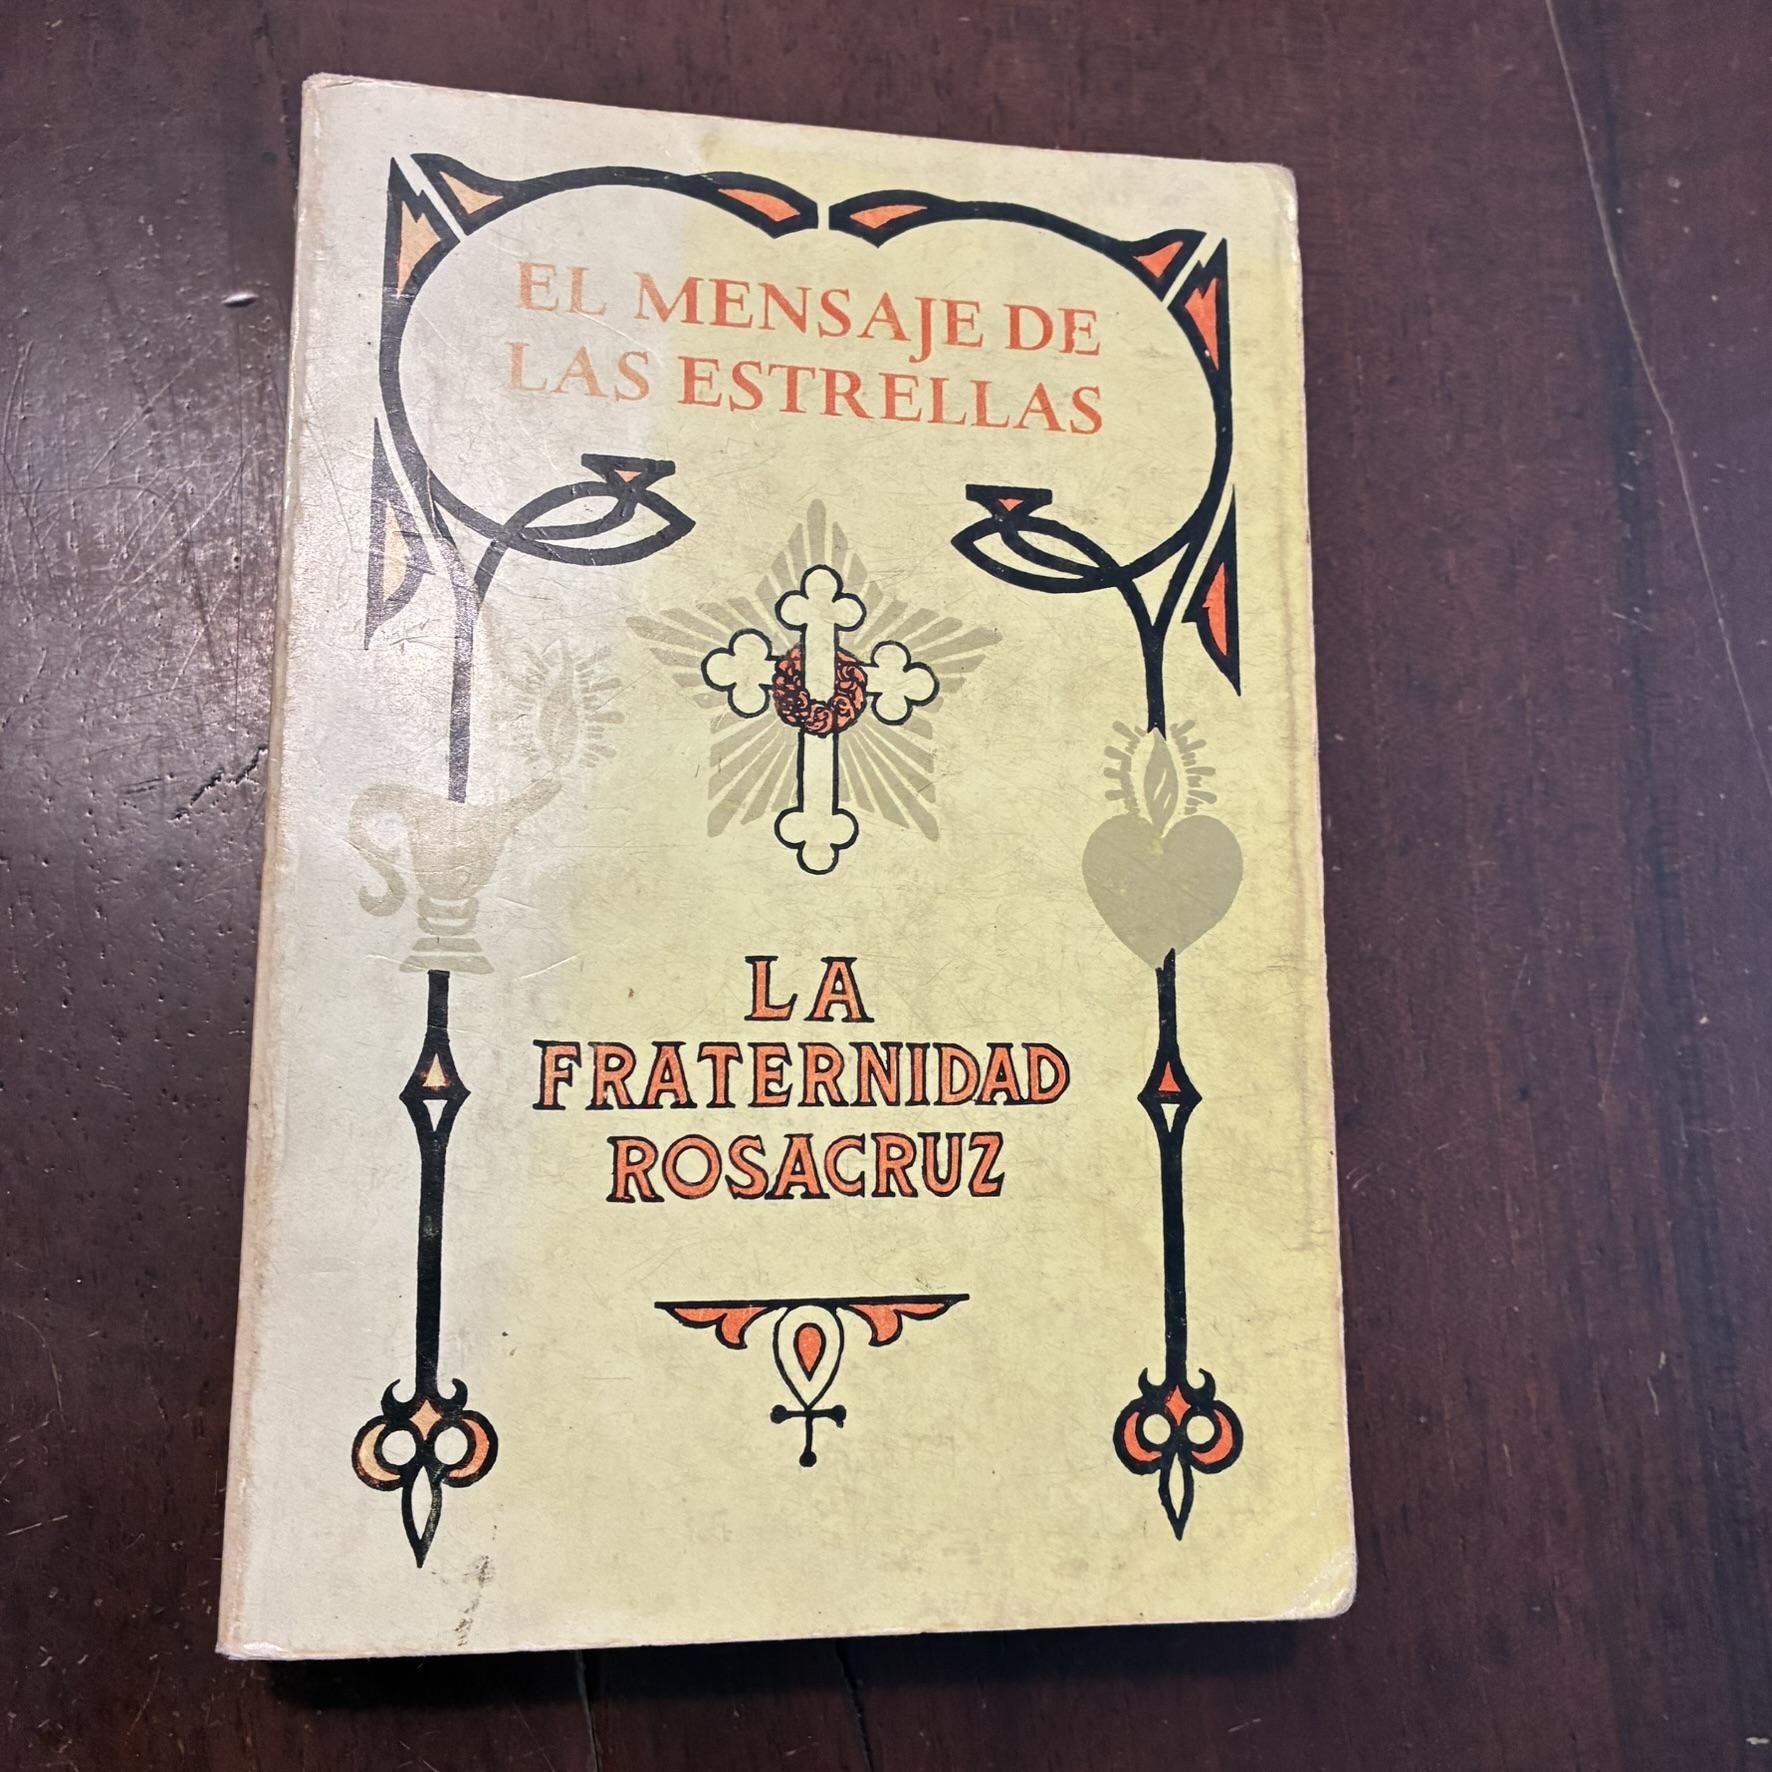 EL MENSAJE DE
LAS ESTRELLAS
LA
FRATERNIDAD
ROSACRUZ